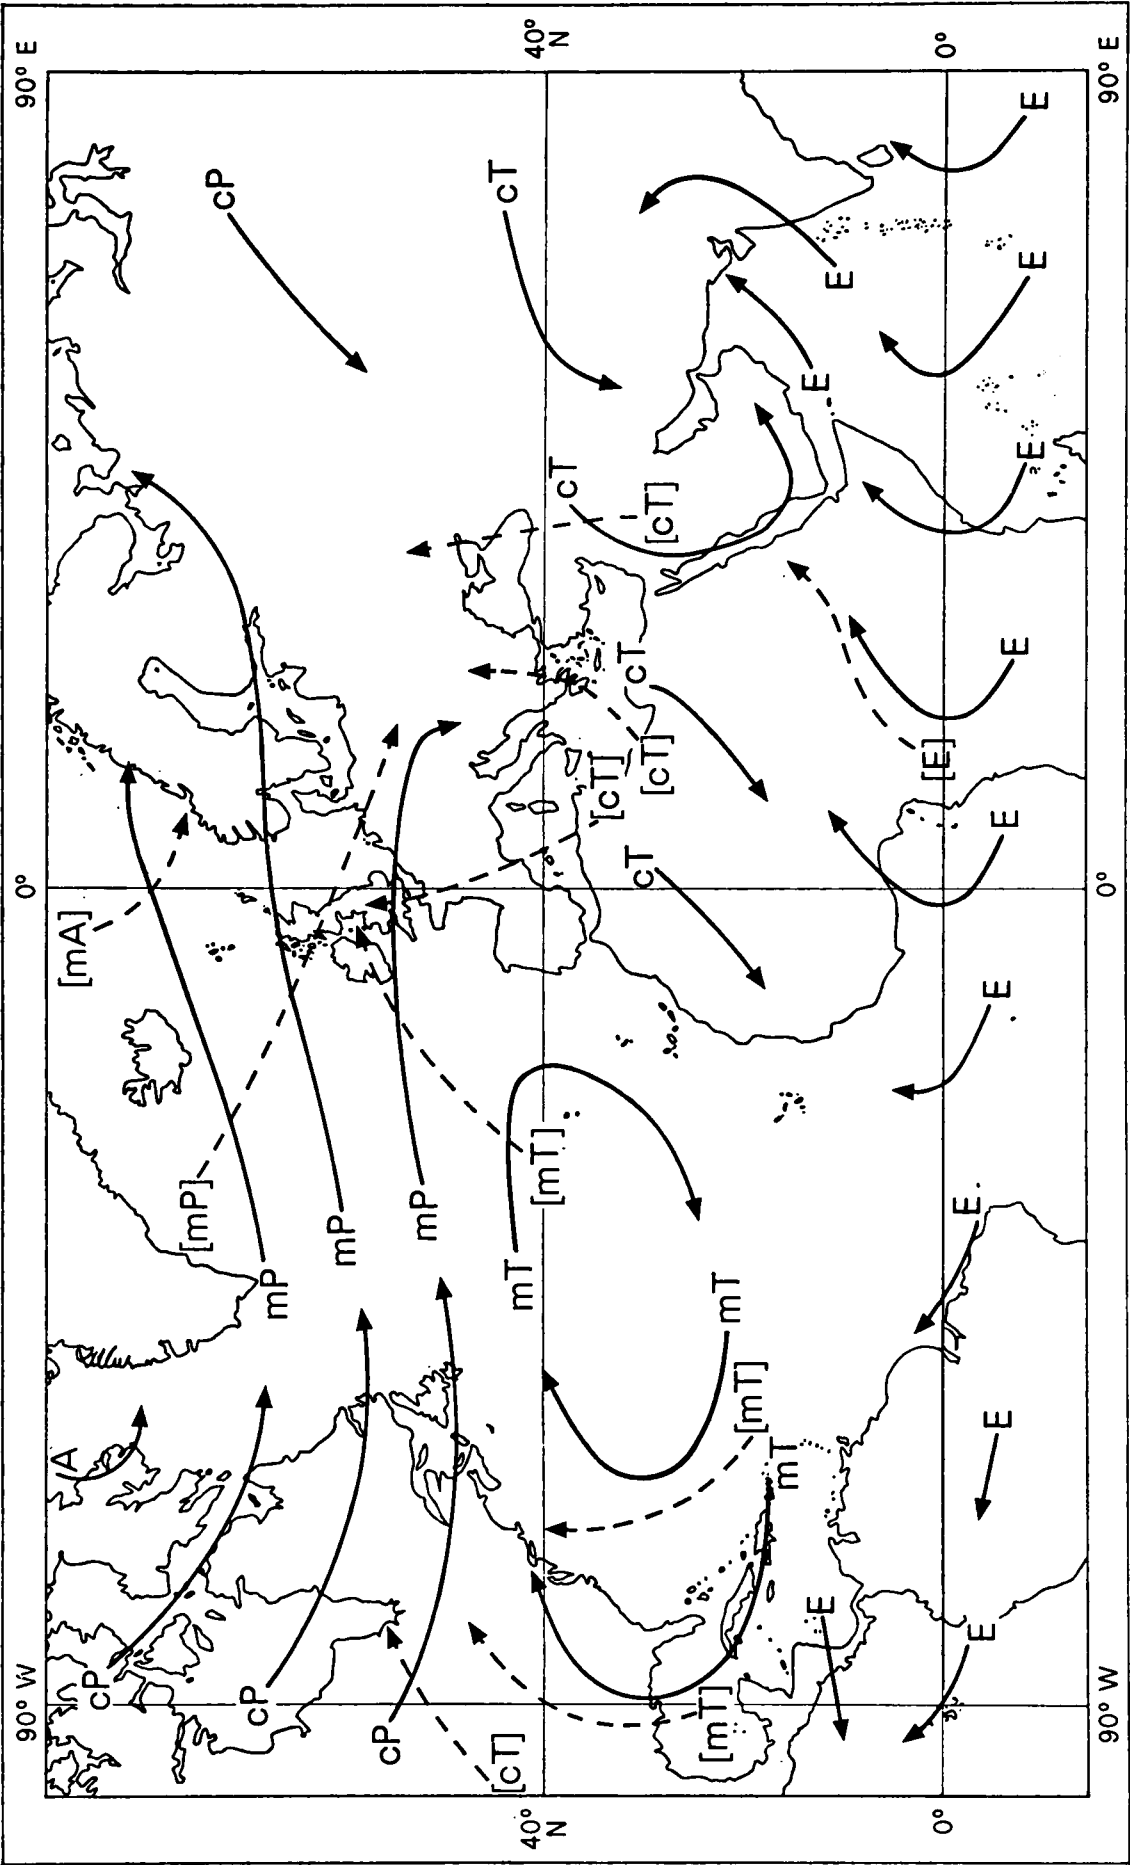 90° W 0° 90° E
A [mA]
cP
[mP] cP
cP mP
mP
cP mP
[cT] mT cT
40° N [mT] 40° N
cT
[cT]
cT [cT] cT [cT]
[mT] mT [mT]
mT
E E E
[E]
0° 0°
E E E E E E E E E
90° W 0° 90° E